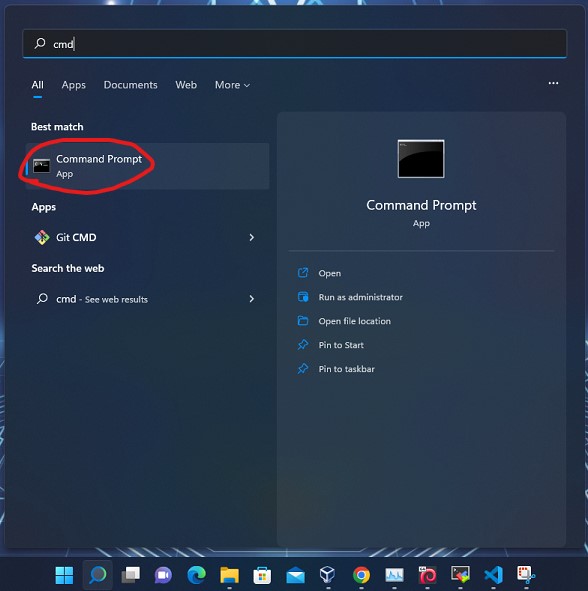 cmd
All Apps Documents Web More
Best match
Command Prompt
App
Apps
Git CMD
Search the web
cmd - See web results
Command Prompt
App
Open
Run as administrator
Open file location
Pin to Start
Pin to taskbar